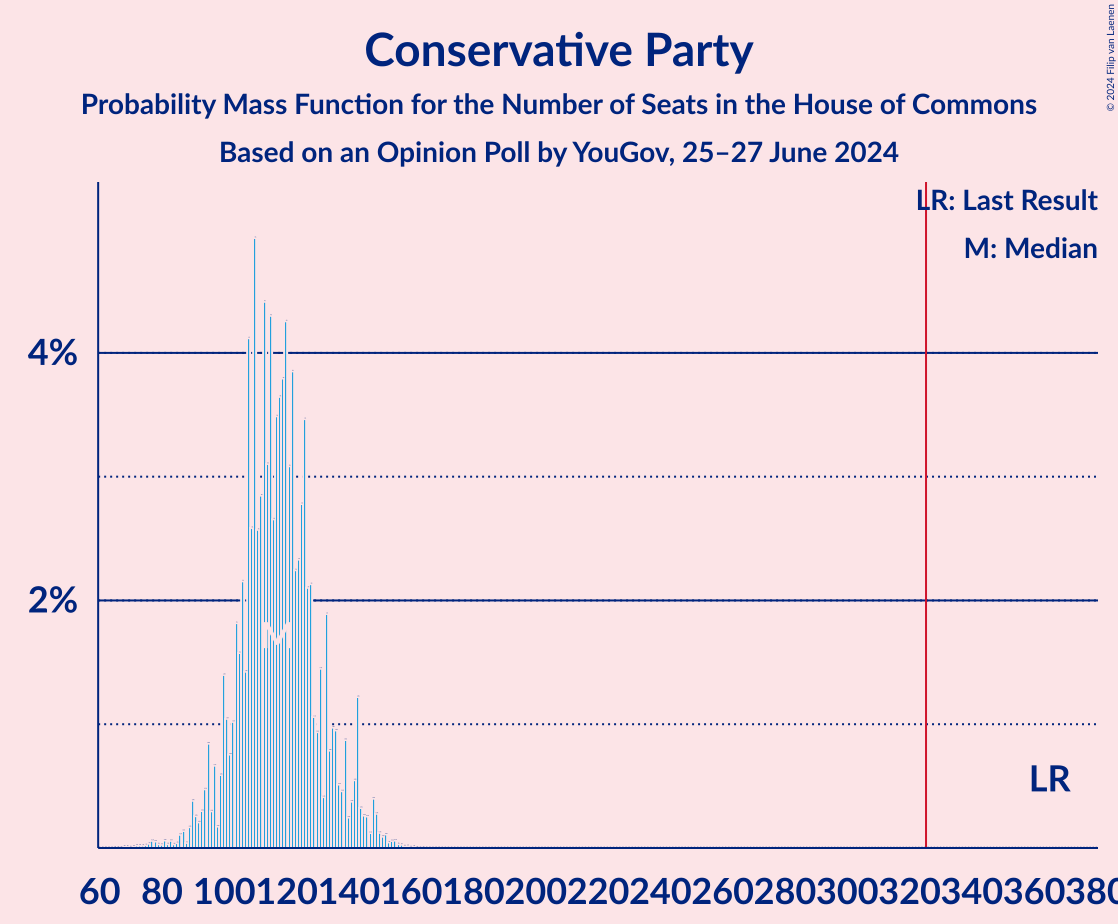 Conservative Party
Probability Mass Function for the Number of Seats in the House of Commons
Based on an Opinion Poll by YouGov, 25–27 June 2024
© 2024 Filip van Laenen
LR: Last Result
M: Median
4%
2%
M
LR
60 80 100 120 140 160 180 200 220 240 260 280 300 320 340 360 380